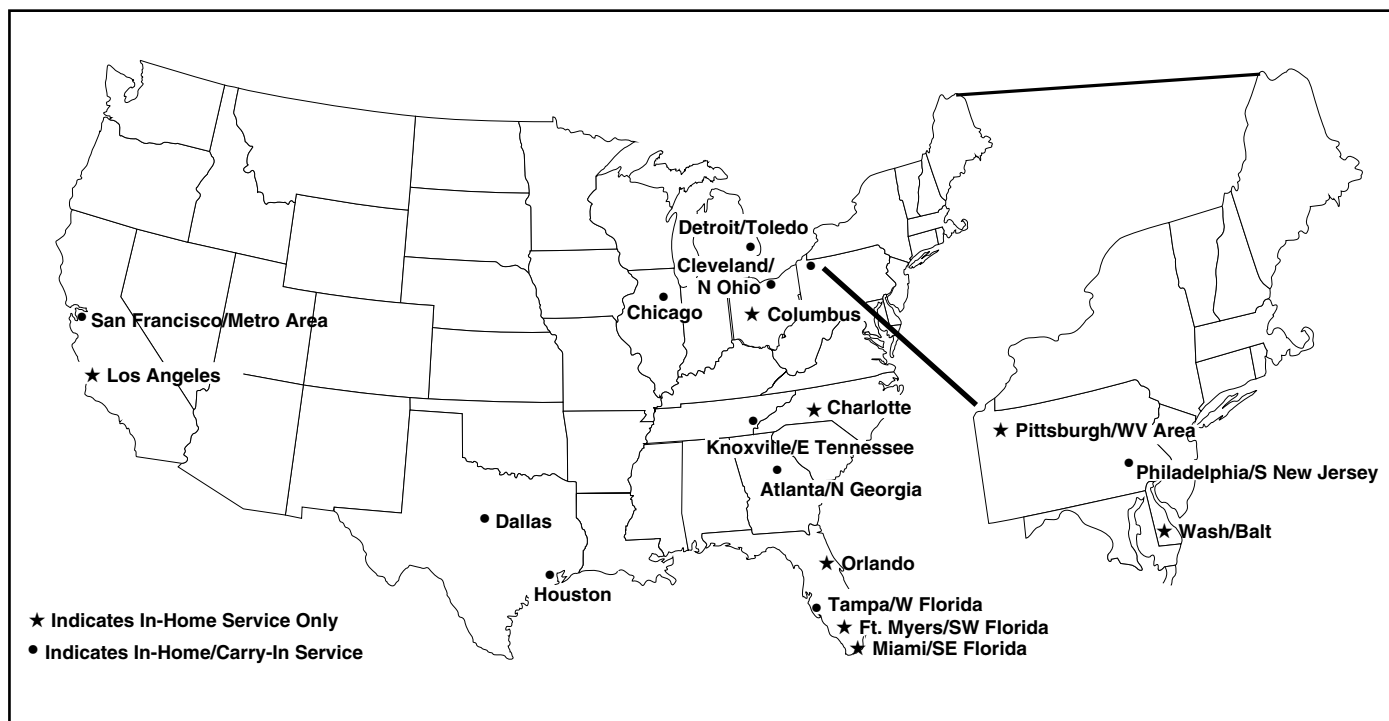 Detroit/Toledo
Cleveland/
N Ohio
Chicago
Columbus
San Francisco/Metro Area
Los Angeles
Charlotte
Knoxville/E Tennessee
Atlanta/N Georgia
Pittsburgh/WV Area
Philadelphia/S New Jersey
Dallas
Wash/Balt
Orlando
Houston
Tampa/W Florida
Ft. Myers/SW Florida
Miami/SE Florida
★ Indicates In-Home Service Only
• Indicates In-Home/Carry-In Service